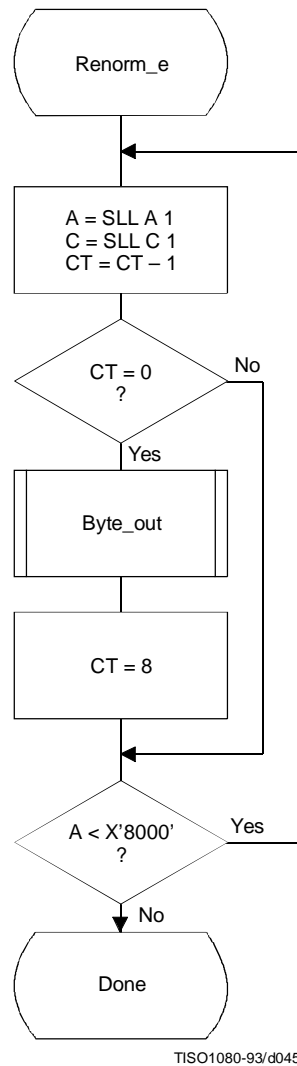 Renorm_e
A = SLL A 1
C = SLL C 1
CT = CT – 1
CT = 0
?
No
Yes
Byte_out
CT = 8
A < X’8000’
?
Yes
No
Done
TISO1080-93/d045